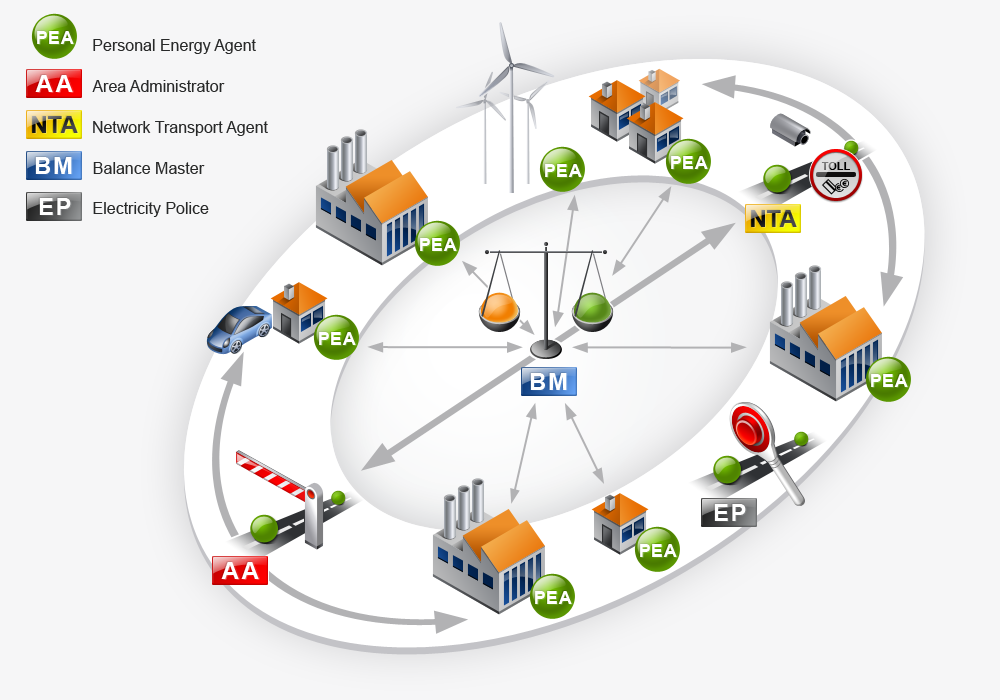 PEA Personal Energy Agent
AA Area Administrator
NTA Network Transport Agent
BM Balance Master
EP Electricity Police
PEA
PEA
TOLL
NTA
PEA
PEA
BM
PEA
EP
PEA
AA
PEA